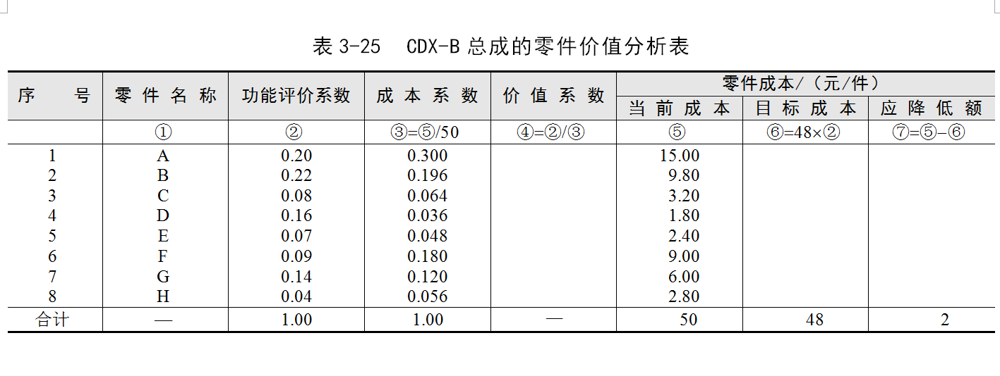 表 3-25 CDX-B 总成的零件价值分析表
序 号 零 件 名 称 功能评价系数 成 本 系 数 价 值 系 数 零件成本/（元/件）
当 前 成 本 目 标 成 本 应 降 低 额
① ② ③=⑤/50 ④=②/③ ⑤ ⑥=48×② ⑦=⑤–⑥
1 A 0.20 0.300 15.00
2 B 0.22 0.196 9.80
3 C 0.08 0.064 3.20
4 D 0.16 0.036 1.80
5 E 0.07 0.048 2.40
6 F 0.09 0.180 9.00
7 G 0.14 0.120 6.00
8 H 0.04 0.056 2.80
合计 — 1.00 1.00 — 50 48 2